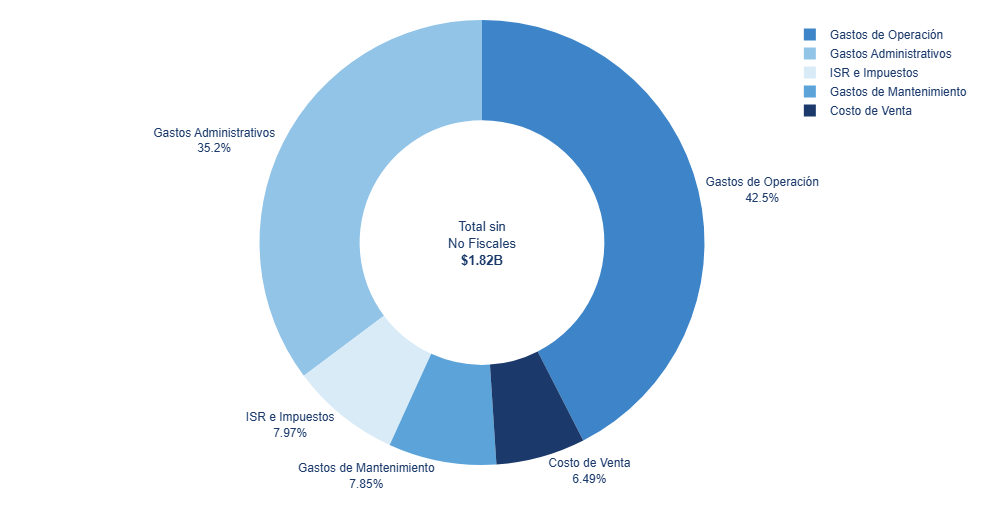 Gastos de Operación
Gastos Administrativos
ISR e Impuestos
Gastos de Mantenimiento
Costo de Venta
Gastos Administrativos
35.2%
Gastos de Operación
42.5%
Total sin
No Fiscales
$1.82B
ISR e Impuestos
7.97%
Gastos de Mantenimiento
7.85%
Costo de Venta
6.49%